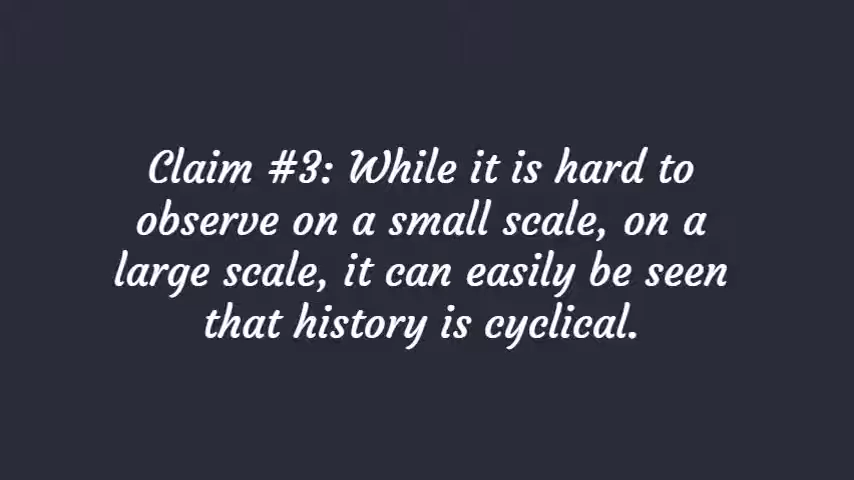 Claim #3: While it is hard to
observe on a small scale, on a
large scale, it can easily be seen
that history is cyclical.